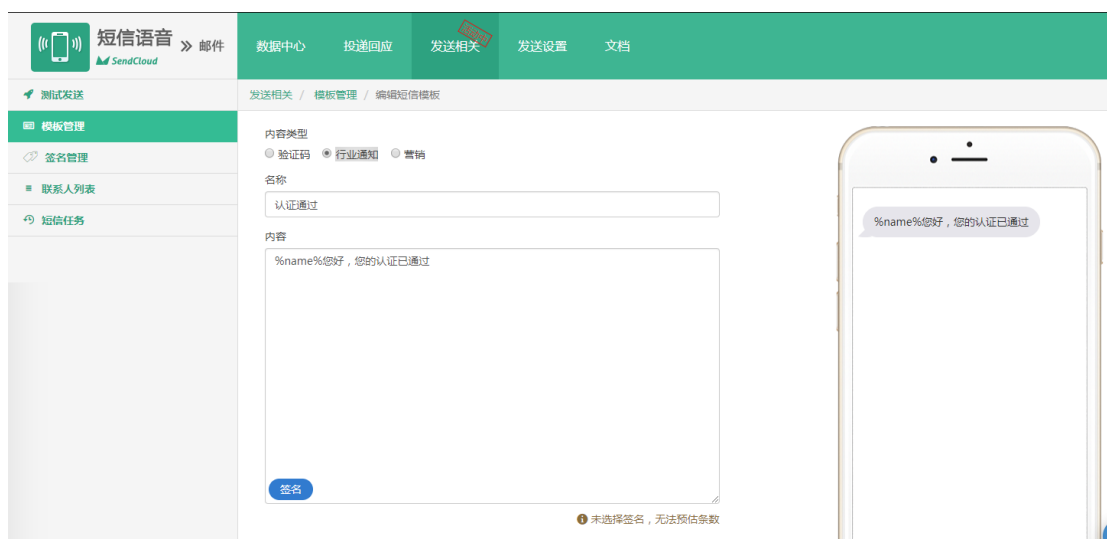 短信语音 » 邮件
SendCloud
数据中心 投递回应 发送相关 发送设置 文档
测试发送
模板管理
签名管理
联系人列表
短信任务
发送相关 / 模板管理 / 编辑短信模板
内容类型
验证码 行业通知 营销
名称
认证通过
内容
%name%您好，您的认证已通过
签名
未选择签名，无法预估条数
%name%您好，您的认证已通过